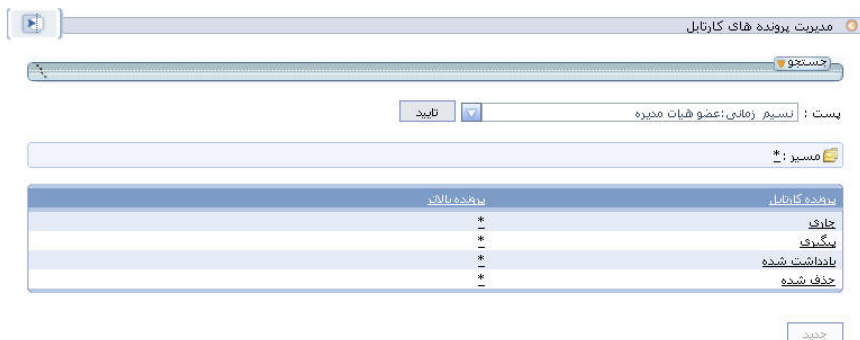 مدیریت پرونده های کارتابل
جستجو
پست : نسیم زمانی:عضو هیات مدیره تایید
مسیر : *
پرونده کارتابل پرونده بالاتر
جاری *
پیگیری *
یادداشت شده *
حذف شده *
جدید